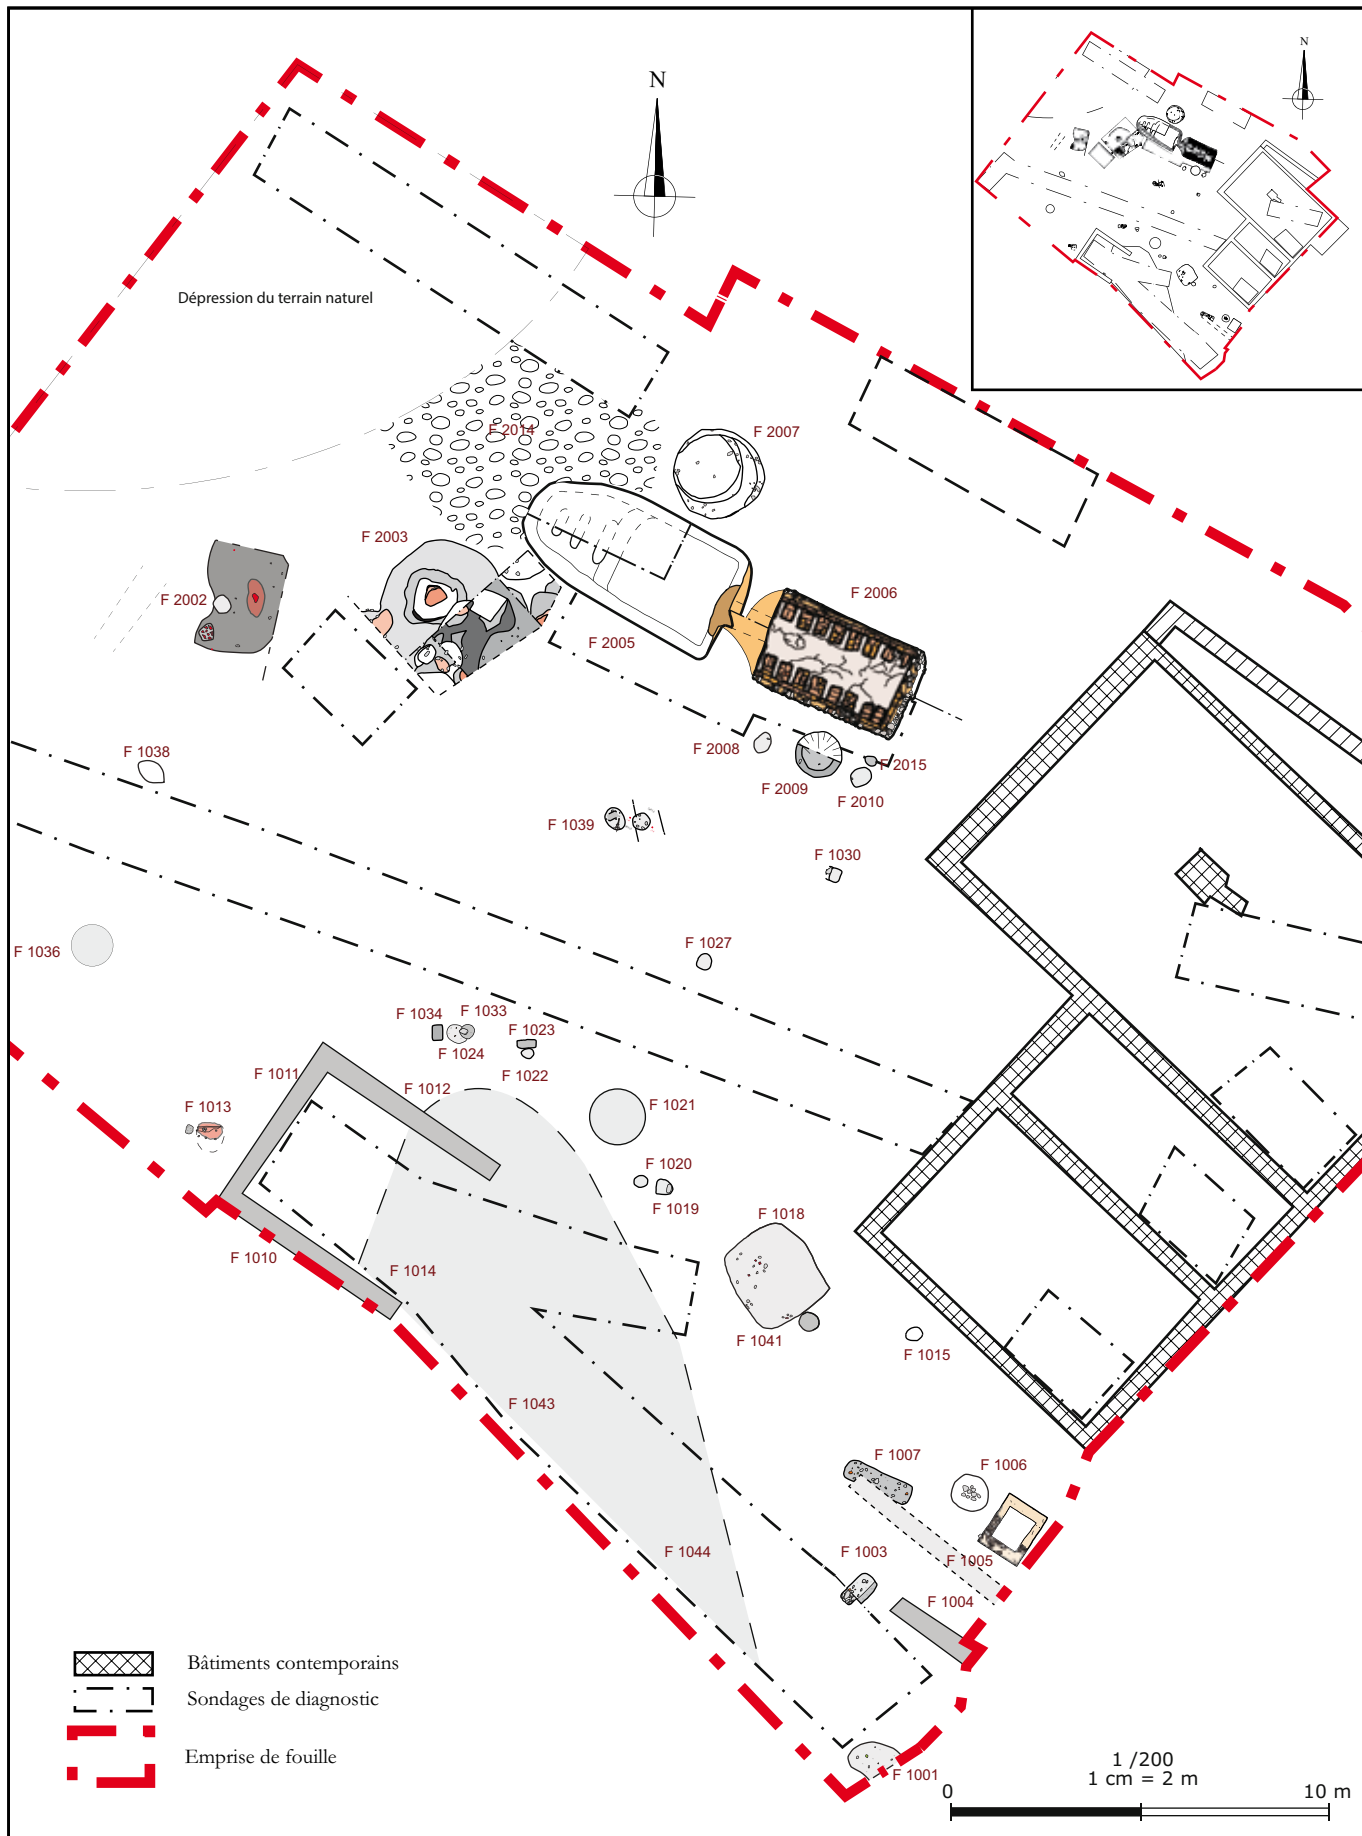 N
N
Dépression du terrain naturel
F 2014
F 2007
F 2003
F 2002
F 2006
F 2005
F 2008
F 1038
F 2015
F 2009
F 2010
F 1039
F 1030
F 1036
F 1027
F 1034
F 1033
F 1023
F 1024
F 1022
F 1011
F 1012
F 1021
F 1013
F 1020
F 1019
F 1018
F 1010
F 1014
F 1041
F 1015
F 1043
F 1007
F 1006
F 1044
F 1003
F 1005
F 1004
Bâtiments contemporains
Sondages de diagnostic
Emprise de fouille
F 1001
1 /200
1 cm = 2 m
0
10 m